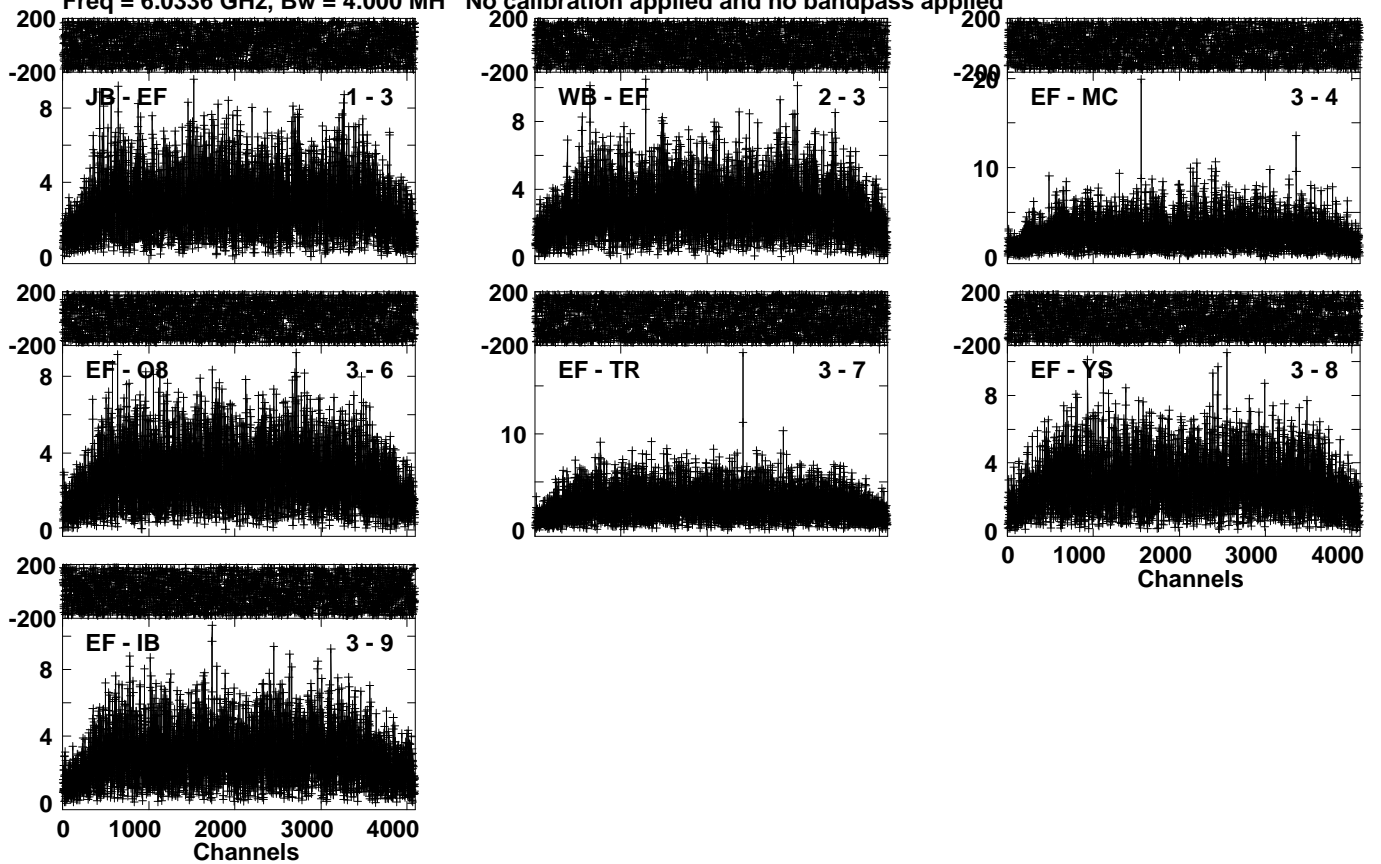 Freq = 6.0336 GHz, Bw = 4.000 MH No calibration applied and no bandpass applied
200
-200
JB - EF 1 - 3
8
4
0
200
-200
WB - EF 2 - 3
8
4
0
200
-200
20
EF - MC 3 - 4
10
0
200
-200
EF - O8 3 - 6
8
4
0
200
-200
EF - TR 3 - 7
10
0
200
-200
EF - YS 3 - 8
8
4
0
0 1000 2000 3000 4000
Channels
200
-200
EF - IB 3 - 9
8
4
0
0 1000 2000 3000 4000
Channels